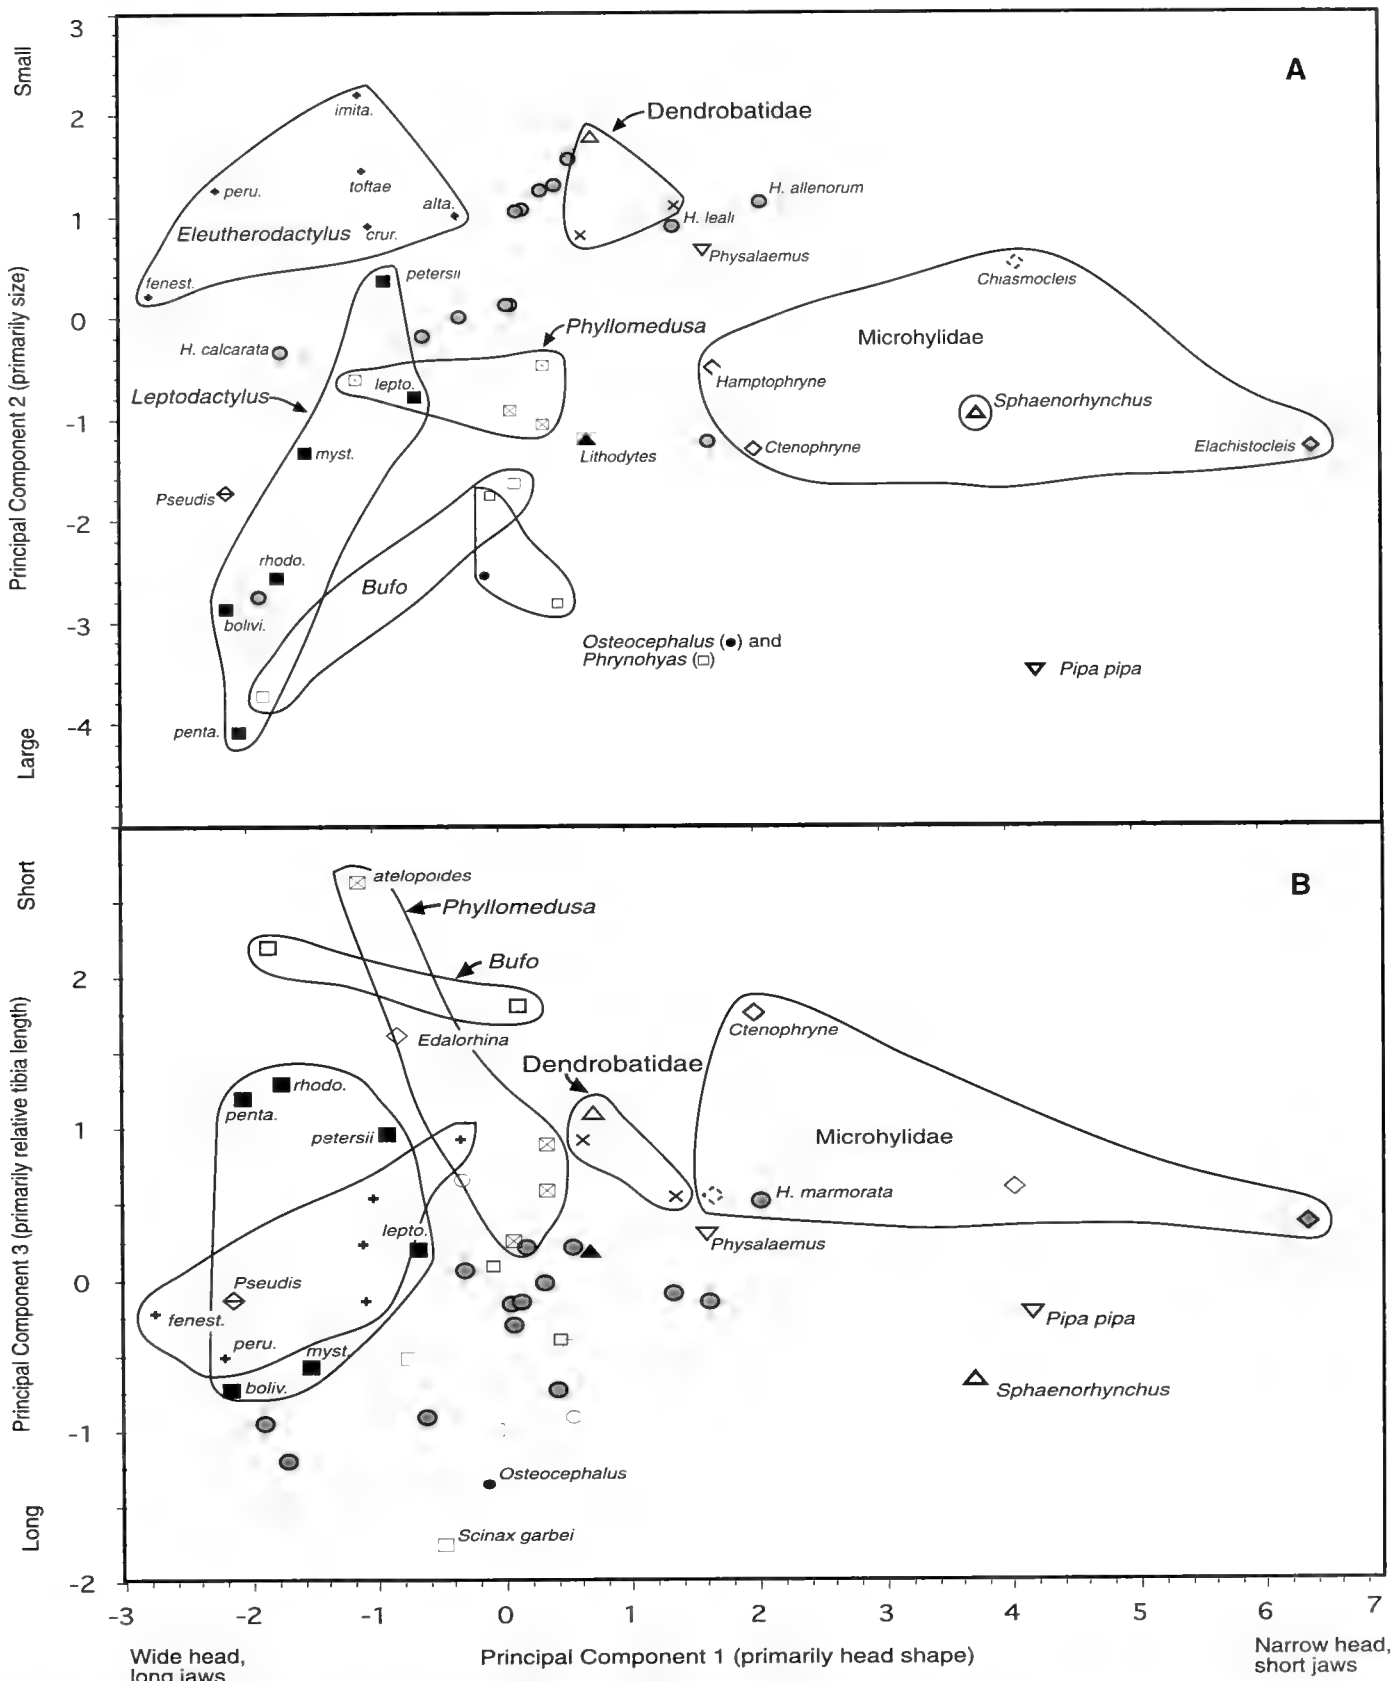 A
3
2
1
0
-1
-2
-3
-4
Small
Principal Component 2 (primarily size)
Large
imita.
peru.
toftae
alta.
Eleutherodactylus
crur.
fenest.
Dendrobatidae
H. allenorum
H. leali
Physalaemus
petersii
Chiasmocleis
Phyllomedusa
Microhylidae
H. calcarata
lepto.
Hamptophryne
Leptodactylus
Sphaenorhynchus
myst.
Lithodytes
Ctenophryne
Elachistocleis
Pseudis
rhodo.
Bufo
bolivi.
Osteocephalus (●) and
Phrynohyas (□)
Pipa pipa
penta.
B
2
1
0
-1
-2
Short
Principal Component 3 (primarily relative tibia length)
Long
atelopoides
Phyllomedusa
Bufo
Edalorhina
Ctenophryne
Dendrobatidae
rhodo.
penta.
petersii
Microhylidae
H. marmorata
lepto.
Physalaemus
Pseudis
fenest.
Pipa pipa
peru.
myst.
boliv.
Sphaenorhynchus
Osteocephalus
Scinax garbei
-3 -2 -1 0 1 2 3 4 5 6 7
Wide head,
long jaws
Principal Component 1 (primarily head shape)
Narrow head,
short jaws